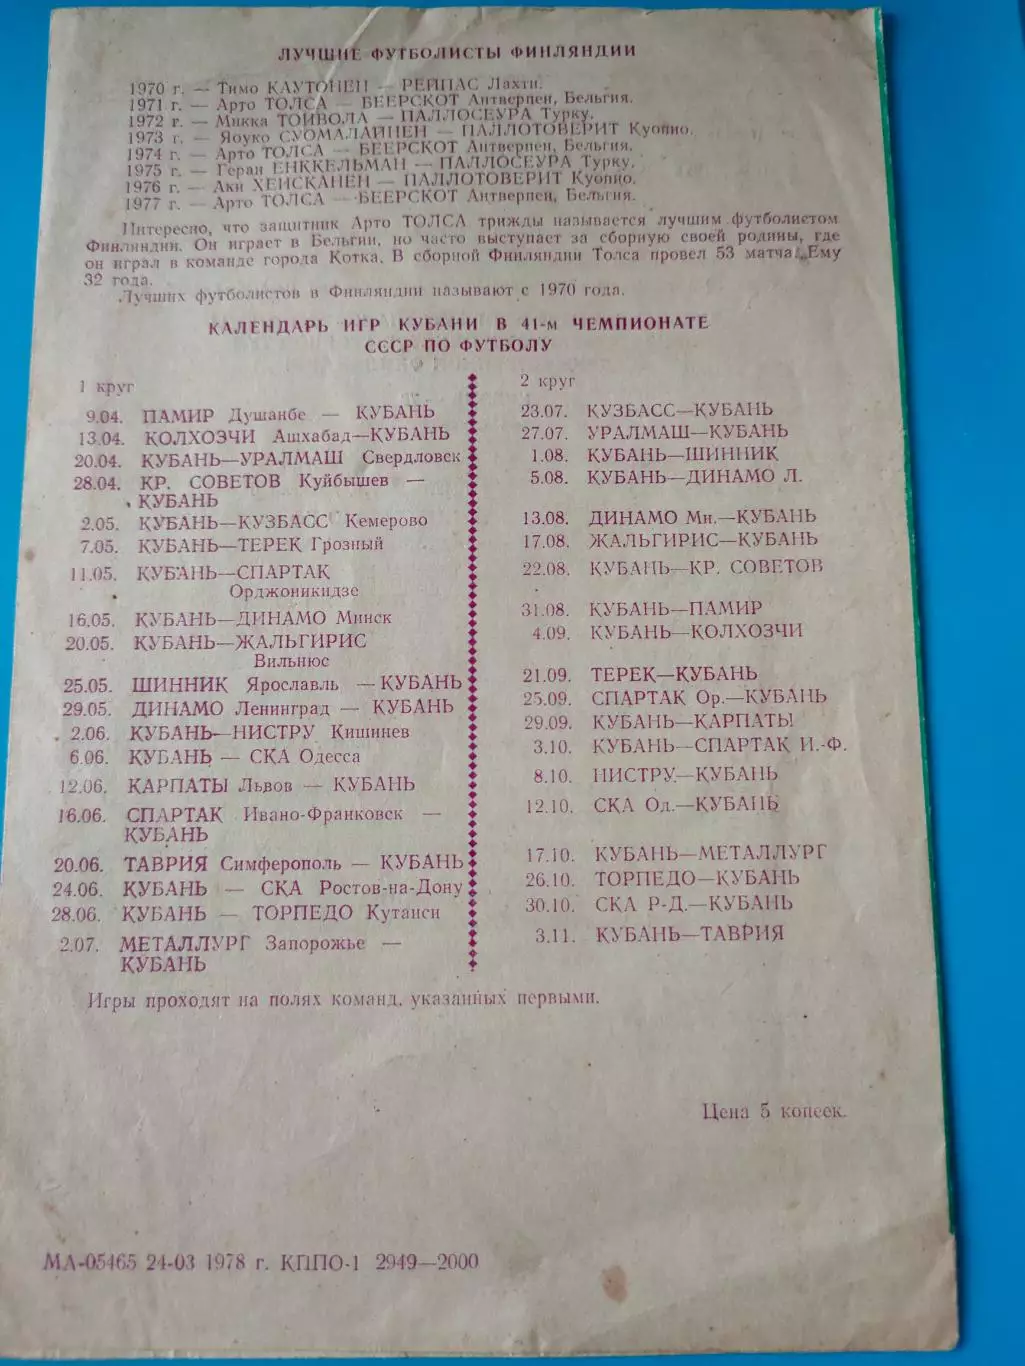 ЛУЧШИЕ ФУТБОЛИСТЫ ФИНЛЯНДИИ
1970 г. — Тимо КАУТОНЕН — РЕЙПАС Лахти.
1971 г. — Арто ТОЛСА — БЕЕРСКОТ Антверпен, Бельгия.
1972 г. — Микка ТОЙВОЛА — ПАЛЛОСЕУРА Турку.
1973 г. — Яоуко СУОМАЛАЙНЕН — ПАЛЛОТОВЕРИТ Куопио.
1974 г. — Арто ТОЛСА — БЕЕРСКОТ Антверпен, Бельгия.
1975 г. — Геран ЕНККЕЛЬМАН — ПАЛЛОСЕУРА Турку.
1976 г. — Аки ХЕИСКАНЕН — ПАЛЛОТОВЕРИТ Куопио.
1977 г. — Арто ТОЛСА — БЕЕРСКОТ Антверпен, Бельгия.
Интересно, что защитник Арто ТОЛСА трижды называется лучшим футболистом
Финляндии. Он играет в Бельгии, но часто выступает за сборную своей родины, где
он играл в команде города Котка. В сборной Финляндии Толса провел 53 матча. Ему
32 года.
Лучших футболистов в Финляндии называют с 1970 года.
КАЛЕНДАРЬ ИГР КУБАНИ В 41-м ЧЕМПИОНАТЕ
СССР ПО ФУТБОЛУ
1 круг
9.04. ПАМИР Душанбе — КУБАНЬ
13.04. КОЛХОЗЧИ Ашхабад—КУБАНЬ
20.04. КУБАНЬ—УРАЛМАШ Свердловск
28.04. КР. СОВЕТОВ Куйбышев —
КУБАНЬ
2.05. КУБАНЬ—КУЗБАСС Кемерово
7.05. КУБАНЬ—ТЕРЕК Грозный
11.05. КУБАНЬ—СПАРТАК
Орджоникидзе
16.05. КУБАНЬ—ДИНАМО Минск
20.05. КУБАНЬ—ЖАЛЬГИРИС
Вильнюс
25.05. ШИННИК Ярославль —КУБАНЬ
29.05. ДИНАМО Ленинград — КУБАНЬ
2.06. КУБАНЬ—НИСТРУ Кишинев
6.06. КУБАНЬ — СКА Одесса
12.06. КАРПАТЫ Львов — КУБАНЬ
16.06. СПАРТАК Ивано-Франковск —
КУБАНЬ
20.06. ТАВРИЯ Симферополь — КУБАНЬ
24.06. КУБАНЬ — СКА Ростов-на-Дону
28.06. КУБАНЬ — ТОРПЕДО Кутаиси
2.07. МЕТАЛЛУРГ Запорожье —
КУБАНЬ
2 круг
23.07. КУЗБАСС—КУБАНЬ
27.07. УРАЛМАШ—КУБАНЬ
1.08. КУБАНЬ—ШИННИК
5.08. КУБАНЬ—ДИНАМО Л.
13.08. ДИНАМО Мн.—КУБАНЬ
17.08. ЖАЛЬГИРИС—КУБАНЬ
22.08. КУБАНЬ—КР. СОВЕТОВ
31.08. КУБАНЬ—ПАМИР
4.09. КУБАНЬ—КОЛХОЗЧИ
21.09. ТЕРЕК—КУБАНЬ
25.09. СПАРТАК Ор.—КУБАНЬ
29.09. КУБАНЬ—КАРПАТЫ
3.10. КУБАНЬ—СПАРТАК И.-Ф.
8.10. НИСТРУ—КУБАНЬ
12.10. СКА Од.—КУБАНЬ
17.10. КУБАНЬ—МЕТАЛЛУРГ
26.10. ТОРПЕДО—КУБАНЬ
30.10. СКА Р-Д.—КУБАНЬ
3.11. КУБАНЬ—ТАВРИЯ
Игры проходят на полях команд, указанных первыми.
Цена 5 копеек.
МА-05465 24-03 1978 г. КППО-1 2949—2000